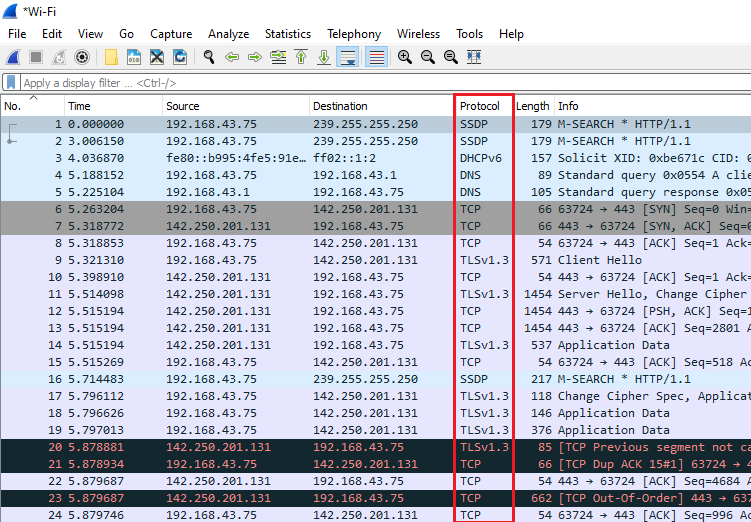 *Wi-Fi
File Edit View Go Capture Analyze Statistics Telephony Wireless Tools Help
Apply a display filter ... <Ctrl-/>
No. Time Source Destination Protocol Length Info
1 0.000000 192.168.43.75 239.255.255.250 SSDP 179 M-SEARCH * HTTP/1.1
2 3.006150 192.168.43.75 239.255.255.250 SSDP 179 M-SEARCH * HTTP/1.1
3 4.036870 fe80::b995:4fe5:91e… ff02::1:2 DHCPv6 157 Solicit XID: 0xbe671c CID: 0
4 5.188152 192.168.43.75 192.168.43.1 DNS 89 Standard query 0x0554 A cli
5 5.225104 192.168.43.1 192.168.43.75 DNS 105 Standard query response 0x05
6 5.263204 192.168.43.75 142.250.201.131 TCP 66 63724 → 443 [SYN] Seq=0 Win=
7 5.318772 142.250.201.131 192.168.43.75 TCP 66 443 → 63724 [SYN, ACK] Seq=0
8 5.318853 192.168.43.75 142.250.201.131 TCP 54 63724 → 443 [ACK] Seq=1 Ack=
9 5.321310 192.168.43.75 142.250.201.131 TLSv1.3 571 Client Hello
10 5.398910 142.250.201.131 192.168.43.75 TCP 54 443 → 63724 [ACK] Seq=1 Ack=
11 5.514098 142.250.201.131 192.168.43.75 TLSv1.3 1454 Server Hello, Change Cipher
12 5.515194 142.250.201.131 192.168.43.75 TCP 1454 443 → 63724 [PSH, ACK] Seq=1
13 5.515194 142.250.201.131 192.168.43.75 TCP 1454 443 → 63724 [ACK] Seq=2801 A
14 5.515194 142.250.201.131 192.168.43.75 TLSv1.3 537 Application Data
15 5.515269 192.168.43.75 142.250.201.131 TCP 54 63724 → 443 [ACK] Seq=518 Ac
16 5.714483 192.168.43.75 239.255.255.250 SSDP 217 M-SEARCH * HTTP/1.1
17 5.796112 192.168.43.75 142.250.201.131 TLSv1.3 118 Change Cipher Spec, Applicat
18 5.796626 192.168.43.75 142.250.201.131 TLSv1.3 146 Application Data
19 5.797013 192.168.43.75 142.250.201.131 TLSv1.3 376 Application Data
20 5.878881 142.250.201.131 192.168.43.75 TLSv1.3 85 [TCP Previous segment not ca
21 5.878934 192.168.43.75 142.250.201.131 TCP 66 [TCP Dup ACK 15#1] 63724 → 4
22 5.879687 142.250.201.131 192.168.43.75 TCP 54 443 → 63724 [ACK] Seq=4684 A
23 5.879687 142.250.201.131 192.168.43.75 TCP 662 [TCP Out-Of-Order] 443 → 637
24 5.879746 192.168.43.75 142.250.201.131 TCP 54 63724 → 443 [ACK] Seq=996 Ac